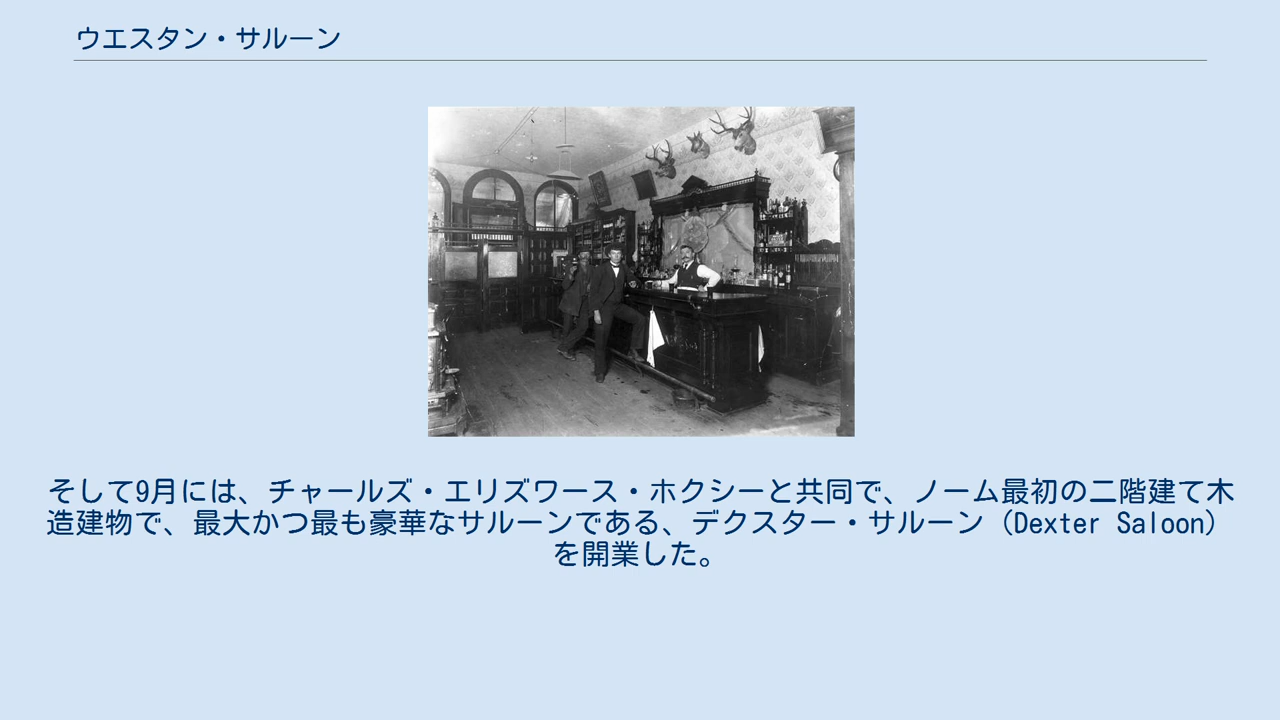 ウエスタン・サルーン
そして9月には、チャールズ・エリズワース・ホクシーと共同で、ノーム最初の二階建て木
造建物で、最大かつ最も豪華なサルーンである、デクスター・サルーン（Dexter Saloon）
を開業した。